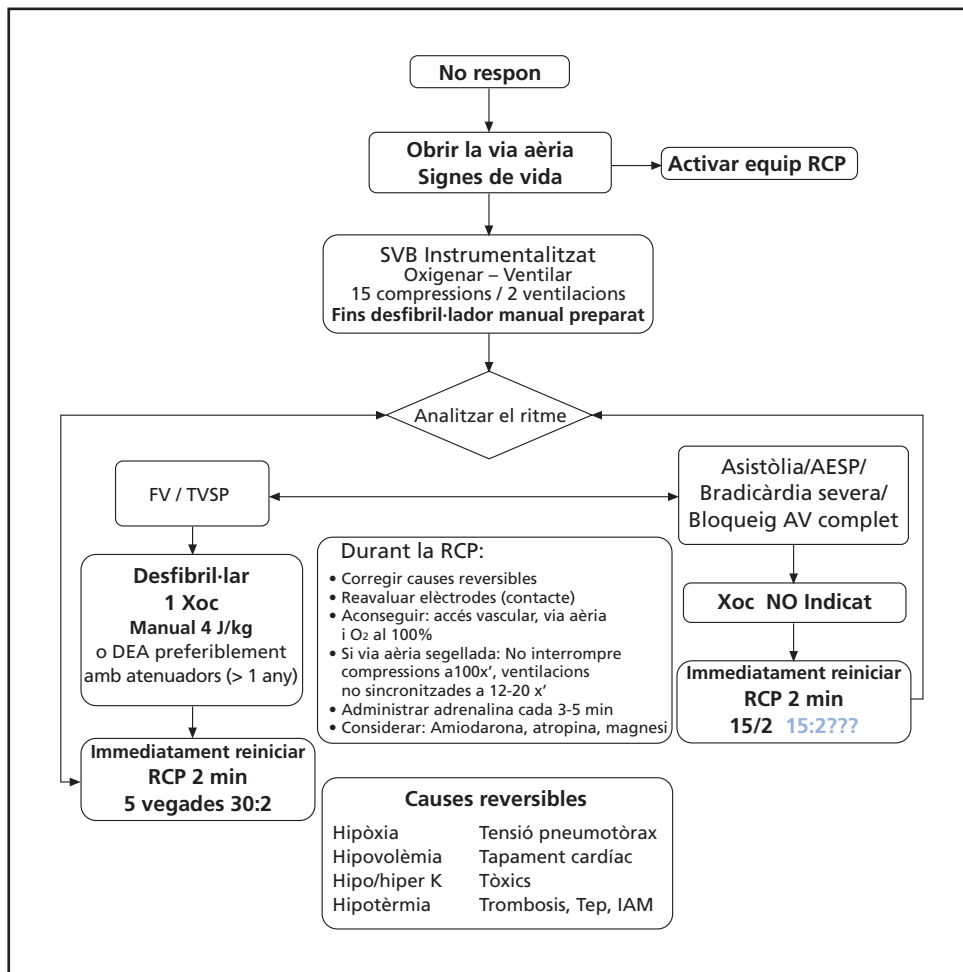 No respon
Obrir la via aèria
Signes de vida
Activar equip RCP
SVB Instrumentalitzat
Oxigenar – Ventilar
15 compressions / 2 ventilacions
Fins desfibril·lador manual preparat
Analitzar el ritme
FV / TVSP
Asistòlia/AESP/
Bradicàrdia severa/
Bloqueig AV complet
Desfibril·lar
1 Xoc
Manual 4 J/kg
o DEA preferiblement
amb atenuadors (> 1 any)
Immediatament reiniciar
RCP 2 min
5 vegades 30:2
Durant la RCP:
• Corregir causes reversibles
• Reavaluar elèctrodes (contacte)
• Aconseguir: accés vascular, via aèria
i O₂ al 100%
• Si via aèria segellada: No interrompre
compressions a100x’, ventilacions
no sincronitzades a 12-20 x’
• Administrar adrenalina cada 3-5 min
• Considerar: Amiodarona, atropina, magnesi
Xoc NO Indicat
Immediatament reiniciar
RCP 2 min
15/2 15:2???
Causes reversibles
Hipòxia Tensió pneumotòrax
Hipovolèmia Tapament cardíac
Hipo/hiper K Tòxics
Hipotèrmia Trombosis, Tep, IAM